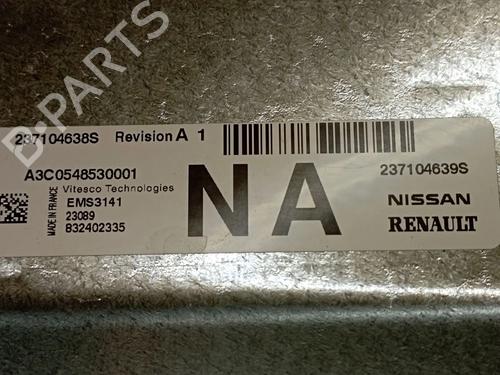 B-PARTS
237104638S Revision A 1
A3C0548530001
Vitesco Technologies
MADE IN FRANCE
EMS3141
23089
832402335
NA
237104639S
NISSAN
RENAULT